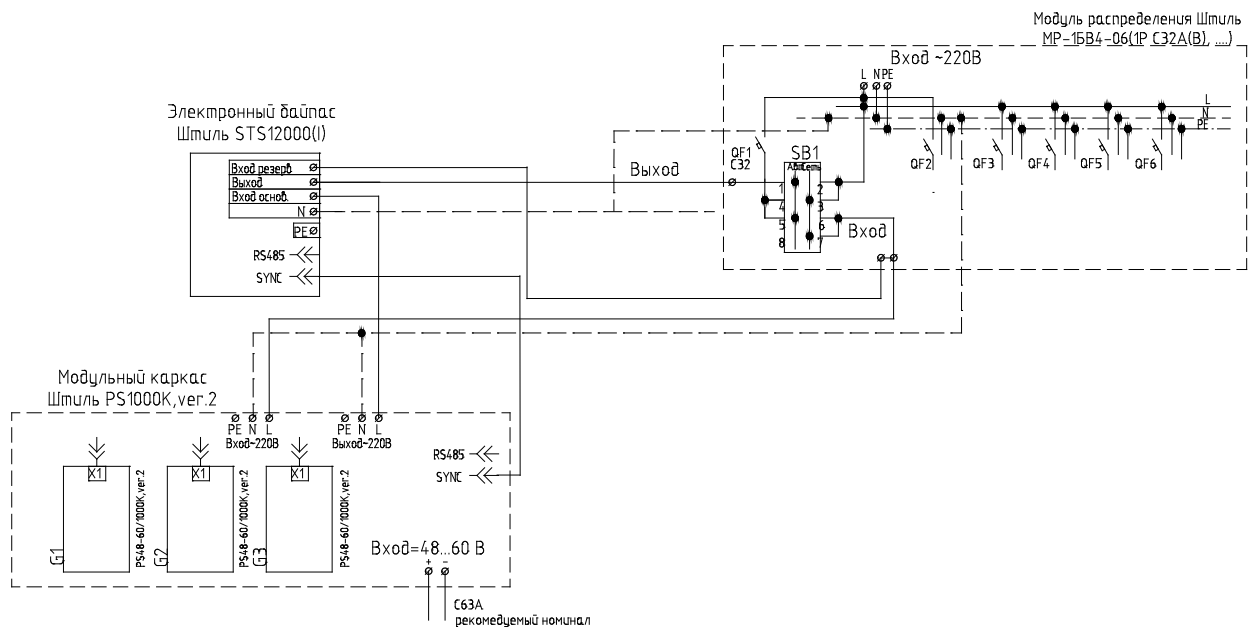 Модуль распределения Штиль
МР-1БВ4-06(1Р С32А(В), ....)
Вход ~220В
L N PE
L
N
PE
Электронный байпас
Штиль STS12000(I)
Вход резерв.
Выход
Вход основ.
N
PE
RS485
SYNC
Выход
QF1
C32
SB1
1 2
4 3
5 6
8 7
Вход
QF2 QF3 QF4 QF5 QF6
Модульный каркас
Штиль PS1000K,ver.2
PE N L
Вход~220В
PE N L
Выход~220В
RS485
SYNC
X1
G1
PS48-60/1000K,ver.2
X1
G2
PS48-60/1000K,ver.2
X1
G3
PS48-60/1000K,ver.2
Вход=48...60 В
+ -
C63A
рекомедуемый номинал